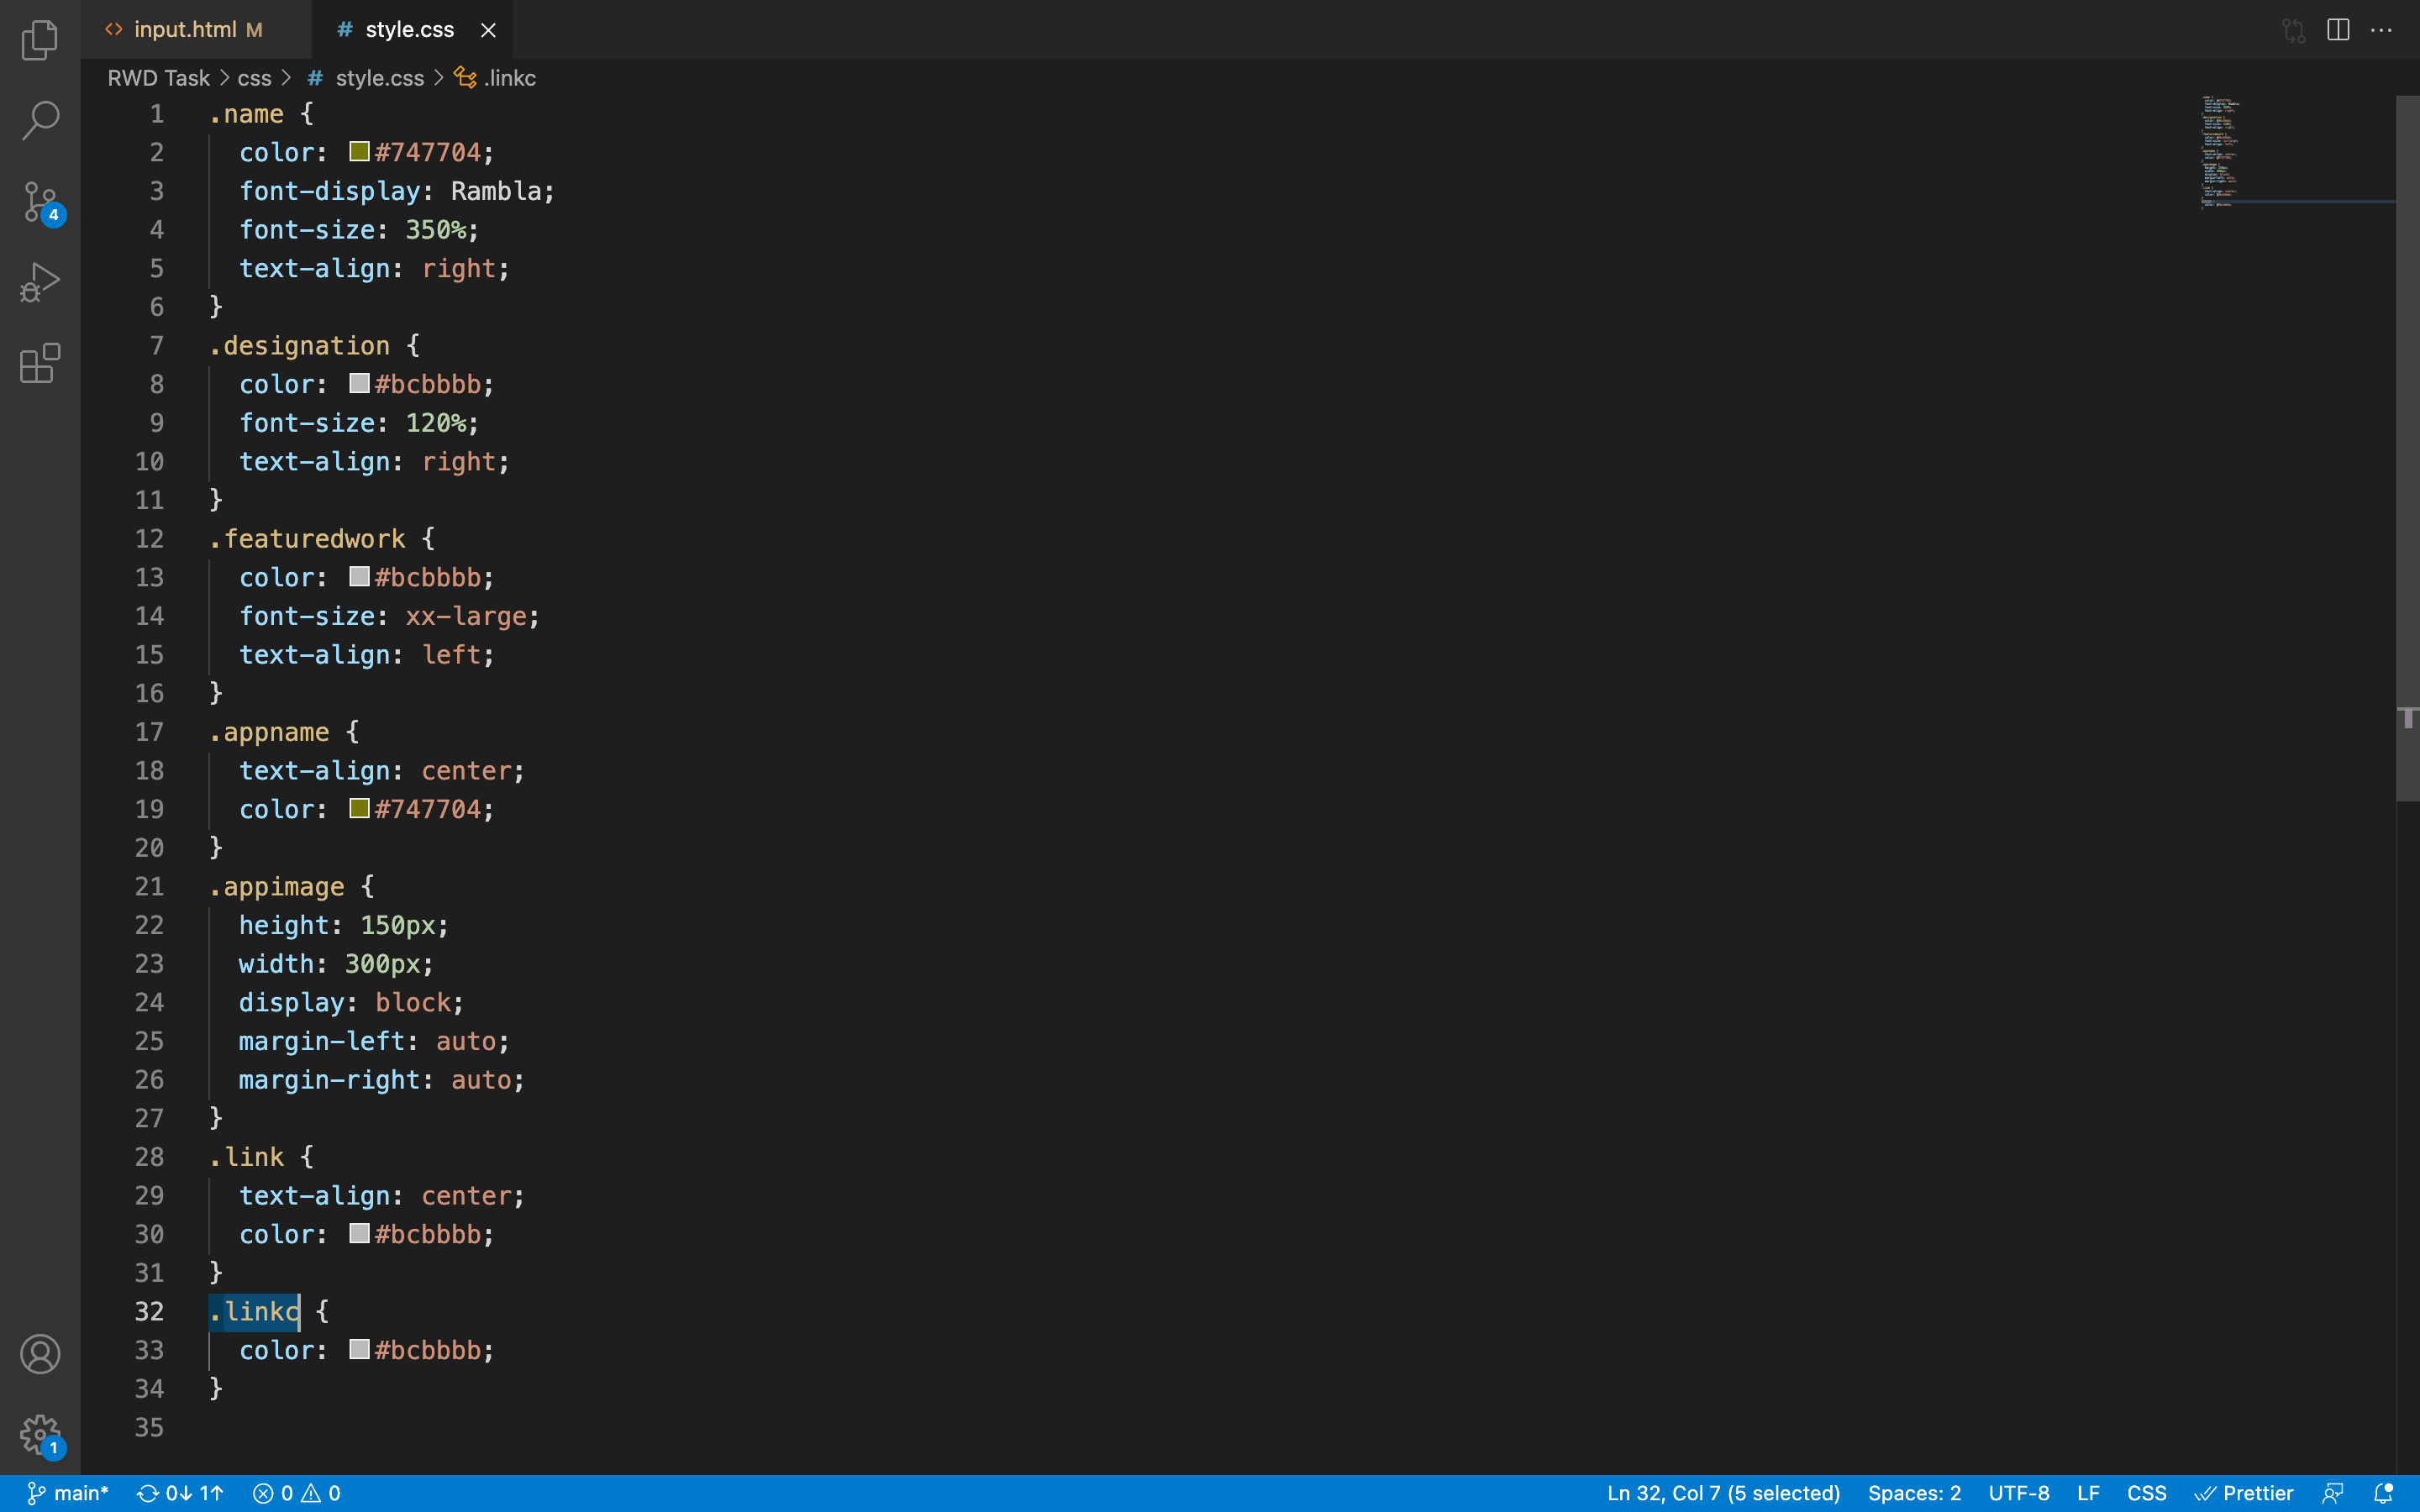 input.html M
style.css
RWD Task > css > # style.css > .linkc
1 .name {
2 color: #747704;
3 font-display: Rambla;
4 font-size: 350%;
5 text-align: right;
6 }
7 .designation {
8 color: #bcbbbb;
9 font-size: 120%;
10 text-align: right;
11 }
12 .featuredwork {
13 color: #bcbbbb;
14 font-size: xx-large;
15 text-align: left;
16 }
17 .appname {
18 text-align: center;
19 color: #747704;
20 }
21 .appimage {
22 height: 150px;
23 width: 300px;
24 display: block;
25 margin-left: auto;
26 margin-right: auto;
27 }
28 .link {
29 text-align: center;
30 color: #bcbbbb;
31 }
32 .linkc {
33 color: #bcbbbb;
34 }
35
4
1
main* 0↓ 1↑ 0 0 Ln 32, Col 7 (5 selected) Spaces: 2 UTF-8 LF CSS Prettier